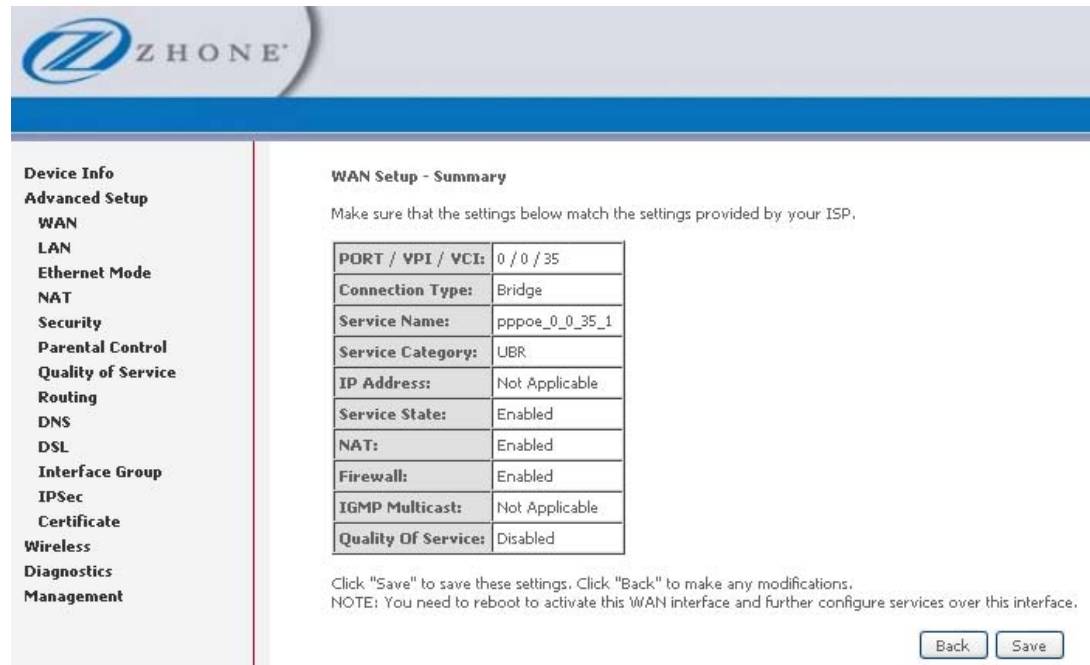 ZHONE
Device Info
Advanced Setup
WAN
LAN
Ethernet Mode
NAT
Security
Parental Control
Quality of Service
Routing
DNS
DSL
Interface Group
IPSec
Certificate
Wireless
Diagnostics
Management
WAN Setup - Summary
Make sure that the settings below match the settings provided by your ISP.
PORT / VPI / VCI: 0 / 0 / 35
Connection Type: Bridge
Service Name: pppoe_0_0_35_1
Service Category: UBR
IP Address: Not Applicable
Service State: Enabled
NAT: Enabled
Firewall: Enabled
IGMP Multicast: Not Applicable
Quality Of Service: Disabled
Click "Save" to save these settings. Click "Back" to make any modifications.
NOTE: You need to reboot to activate this WAN interface and further configure services over this interface.
Back Save